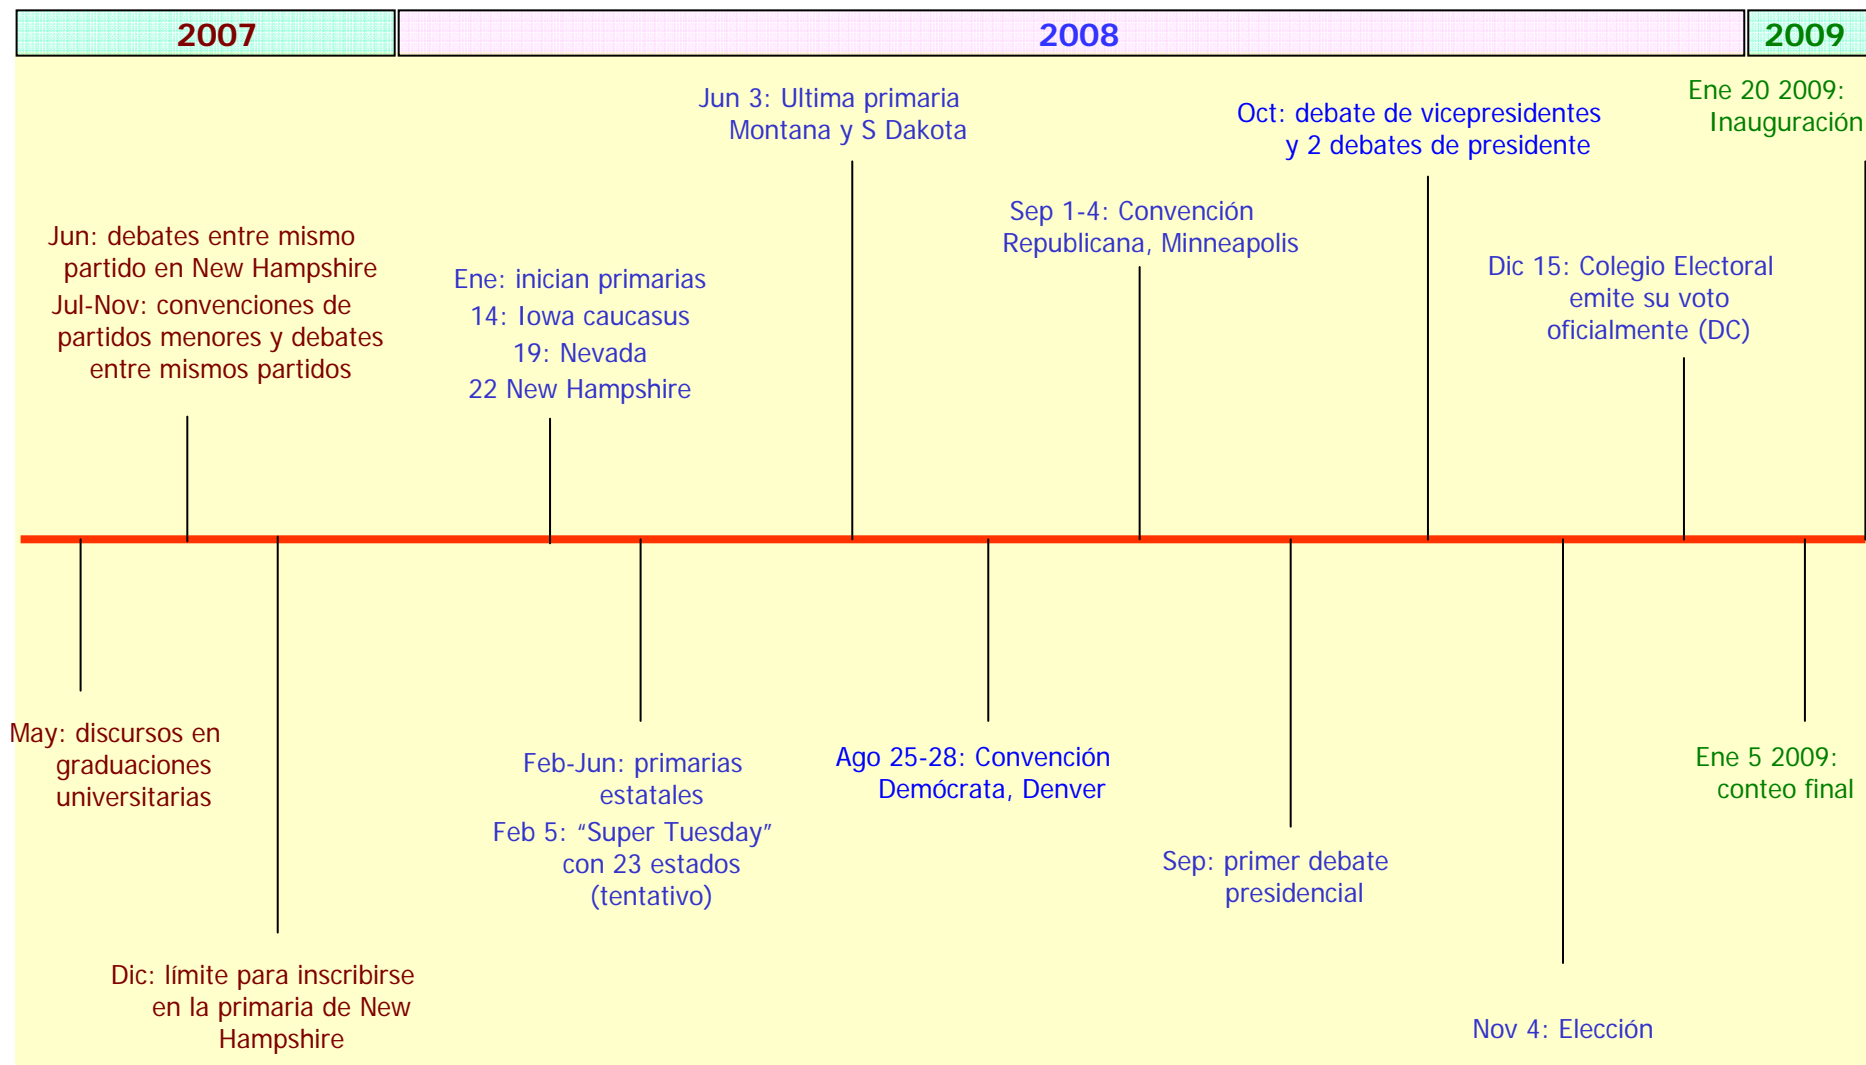 2007
2008
2009
Jun: debates entre mismo
partido en New Hampshire
Jul-Nov: convenciones de
partidos menores y debates
entre mismos partidos
Ene: inician primarias
14: Iowa caucasus
19: Nevada
22 New Hampshire
Jun 3: Ultima primaria
Montana y S Dakota
Sep 1-4: Convención
Republicana, Minneapolis
Oct: debate de vicepresidentes
y 2 debates de presidente
Dic 15: Colegio Electoral
emite su voto
oficialmente (DC)
Ene 20 2009:
Inauguración
May: discursos en
graduaciones
universitarias
Dic: límite para inscribirse
en la primaria de New
Hampshire
Feb-Jun: primarias
estatales
Feb 5: “Super Tuesday”
con 23 estados
(tentativo)
Ago 25-28: Convención
Demócrata, Denver
Sep: primer debate
presidencial
Nov 4: Elección
Ene 5 2009:
conteo final